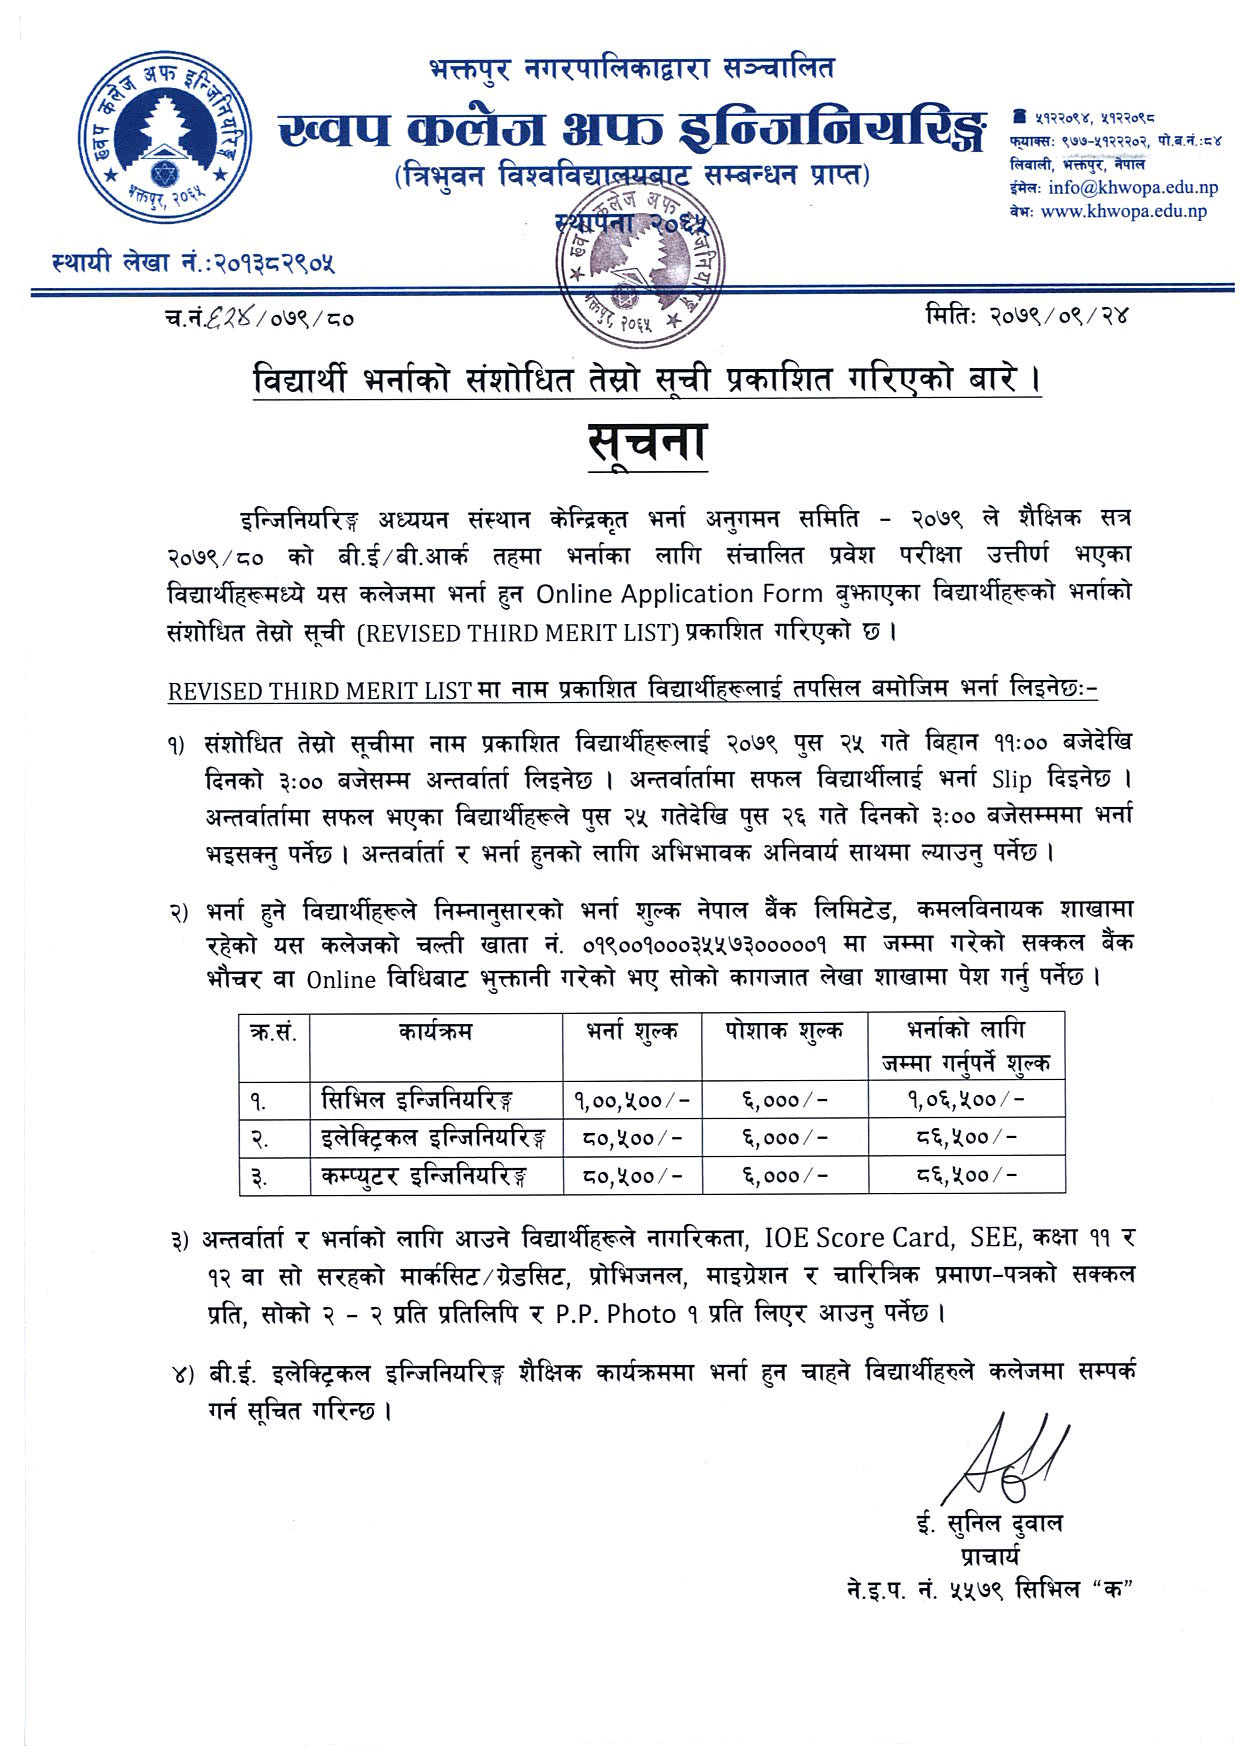 भक्तपुर नगरपालिकाद्वारा सञ्चालित
ख्वप कलेज अफ इन्जिनियरिङ्ग
(त्रिभुवन विश्वविद्यालयबाट सम्बन्धन प्राप्त)
स्थापना २०६५
ख्वप कलेज अफ इन्जिनियरिङ्ग
भक्तपुर, २०६५
☎ ५१२२०९४, ५१२२०९८
फ्याक्सः ९७७-५१२२२०२, पो.ब.नं.:८४
लिवाली, भक्तपुर, नेपाल
ईमेलः info@khwopa.edu.np
वेभः www.khwopa.edu.np
स्थायी लेखा नं.:२०१३८२९०५
ख्वप कलेज अफ इन्जिनियरिङ्ग
भक्तपुर, २०६५
च.नं.६२४/०७९/८०
मितिः २०७९/०९/२४
विद्यार्थी भर्नाको संशोधित तेस्रो सूची प्रकाशित गरिएको बारे ।
सूचना
इन्जिनियरिङ्ग अध्ययन संस्थान केन्द्रिकृत भर्ना अनुगमन समिति – २०७९ ले शैक्षिक सत्र
२०७९/८० को बी.ई/बी.आर्क तहमा भर्नाका लागि संचालित प्रवेश परीक्षा उत्तीर्ण भएका
विद्यार्थीहरूमध्ये यस कलेजमा भर्ना हुन Online Application Form बुझाएका विद्यार्थीहरूको भर्नाको
संशोधित तेस्रो सूची (REVISED THIRD MERIT LIST) प्रकाशित गरिएको छ ।
REVISED THIRD MERIT LIST मा नाम प्रकाशित विद्यार्थीहरूलाई तपसिल बमोजिम भर्ना लिइनेछः–
१) संशोधित तेस्रो सूचीमा नाम प्रकाशित विद्यार्थीहरूलाई २०७९ पुस २५ गते बिहान ११:०० बजेदेखि
दिनको ३:०० बजेसम्म अन्तर्वार्ता लिइनेछ । अन्तर्वार्तामा सफल विद्यार्थीलाई भर्ना Slip दिइनेछ ।
अन्तर्वार्तामा सफल भएका विद्यार्थीहरूले पुस २५ गतेदेखि पुस २६ गते दिनको ३:०० बजेसम्ममा भर्ना
भइसक्नु पर्नेछ । अन्तर्वार्ता र भर्ना हुनको लागि अभिभावक अनिवार्य साथमा ल्याउनु पर्नेछ ।
२) भर्ना हुने विद्यार्थीहरूले निम्नानुसारको भर्ना शुल्क नेपाल बैंक लिमिटेड, कमलविनायक शाखामा
रहेको यस कलेजको चल्ती खाता नं. ०१९००१०००३५५७३०००००१ मा जम्मा गरेको सक्कल बैंक
भौचर वा Online विधिबाट भुक्तानी गरेको भए सोको कागजात लेखा शाखामा पेश गर्नु पर्नेछ ।
क्र.सं. कार्यक्रम भर्ना शुल्क पोशाक शुल्क भर्नाको लागि
जम्मा गर्नुपर्ने शुल्क
१. सिभिल इन्जिनियरिङ्ग १,००,५००/– ६,०००/– १,०६,५००/–
२. इलेक्ट्रिकल इन्जिनियरिङ्ग ८०,५००/– ६,०००/– ८६,५००/–
३. कम्प्युटर इन्जिनियरिङ्ग ८०,५००/– ६,०००/– ८६,५००/–
३) अन्तर्वार्ता र भर्नाको लागि आउने विद्यार्थीहरूले नागरिकता, IOE Score Card, SEE, कक्षा ११ र
१२ वा सो सरहको मार्कसिट/ग्रेडसिट, प्रोभिजनल, माइग्रेशन र चारित्रिक प्रमाण–पत्रको सक्कल
प्रति, सोको २ – २ प्रति प्रतिलिपि र P.P. Photo १ प्रति लिएर आउनु पर्नेछ ।
४) बी.ई. इलेक्ट्रिकल इन्जिनियरिङ्ग शैक्षिक कार्यक्रममा भर्ना हुन चाहने विद्यार्थीहरुले कलेजमा सम्पर्क
गर्न सूचित गरिन्छ ।
ई. सुनिल दुवाल
प्राचार्य
ने.इ.प. नं. ५५७९ सिभिल “क”